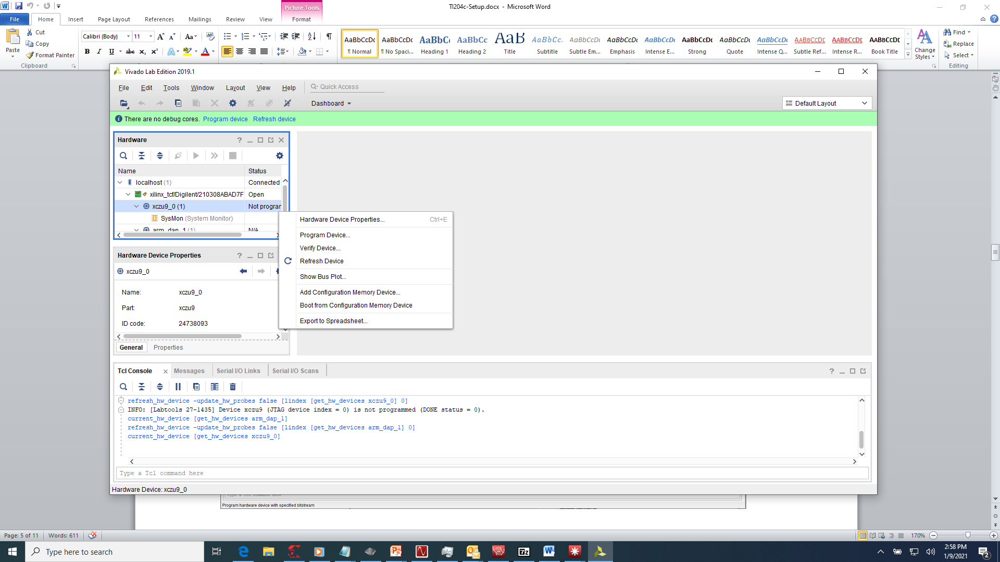 TI204c-Setup.docx - Microsoft Word
Picture Tools
File
Home
Insert
Page Layout
References
Mailings
Review
View
Format
Paste
Cut
Copy
Format Painter
Clipboard
Calibri (Body)
11
AaBbCcDc
¶ Normal
AaBbCcDc
¶ No Spaci...
AaBbCc
Heading 1
AaBbCc
Heading 2
AaB
Title
AaBbCc.
Subtitle
AaBbCcDc
Subtle Em...
AaBbCcDc
Emphasis
AaBbCcDc
Intense E...
AaBbCcDc
Strong
AaBbCcDc
Quote
AaBbCcDc
Intense Q...
AABBCCDE
Subtle Ref...
AABBCCDE
Intense R...
AABBCCDE
Book Title
Change
Styles
Find
Replace
Select
Editing
Vivado Lab Edition 2019.1
File
Edit
Tools
Window
Layout
View
Help
Quick Access
Dashboard
Default Layout
There are no debug cores. Program device Refresh device
Hardware
Name
Status
localhost (1)
Connected
xilinx_tcf/Digilent/210308ABAD7F
Open
xczu9_0 (1)
Not progran
SysMon (System Monitor)
arm_dap_1 (1)
N/A
Hardware Device Properties... Ctrl+E
Program Device...
Verify Device...
Refresh Device
Show Bus Plot...
Add Configuration Memory Device...
Boot from Configuration Memory Device
Export to Spreadsheet...
Hardware Device Properties
xczu9_0
Name: xczu9_0
Part: xczu9
ID code: 24738093
General
Properties
Tcl Console
Messages
Serial I/O Links
Serial I/O Scans
refresh_hw_device -update_hw_probes false [lindex [get_hw_devices xczu9_0] 0]
INFO: [Labtools 27-1435] Device xczu9 (JTAG device index = 0) is not programmed (DONE status = 0).
current_hw_device [get_hw_devices arm_dap_1]
refresh_hw_device -update_hw_probes false [lindex [get_hw_devices arm_dap_1] 0]
current_hw_device [get_hw_devices xczu9_0]
Type a Tcl command here
Hardware Device: xczu9_0
Type a Tcl command here
Program hardware device with specified bitstream
Page: 5 of 11
Words: 611
170%
Type here to search
2:58 PM
1/9/2021
2